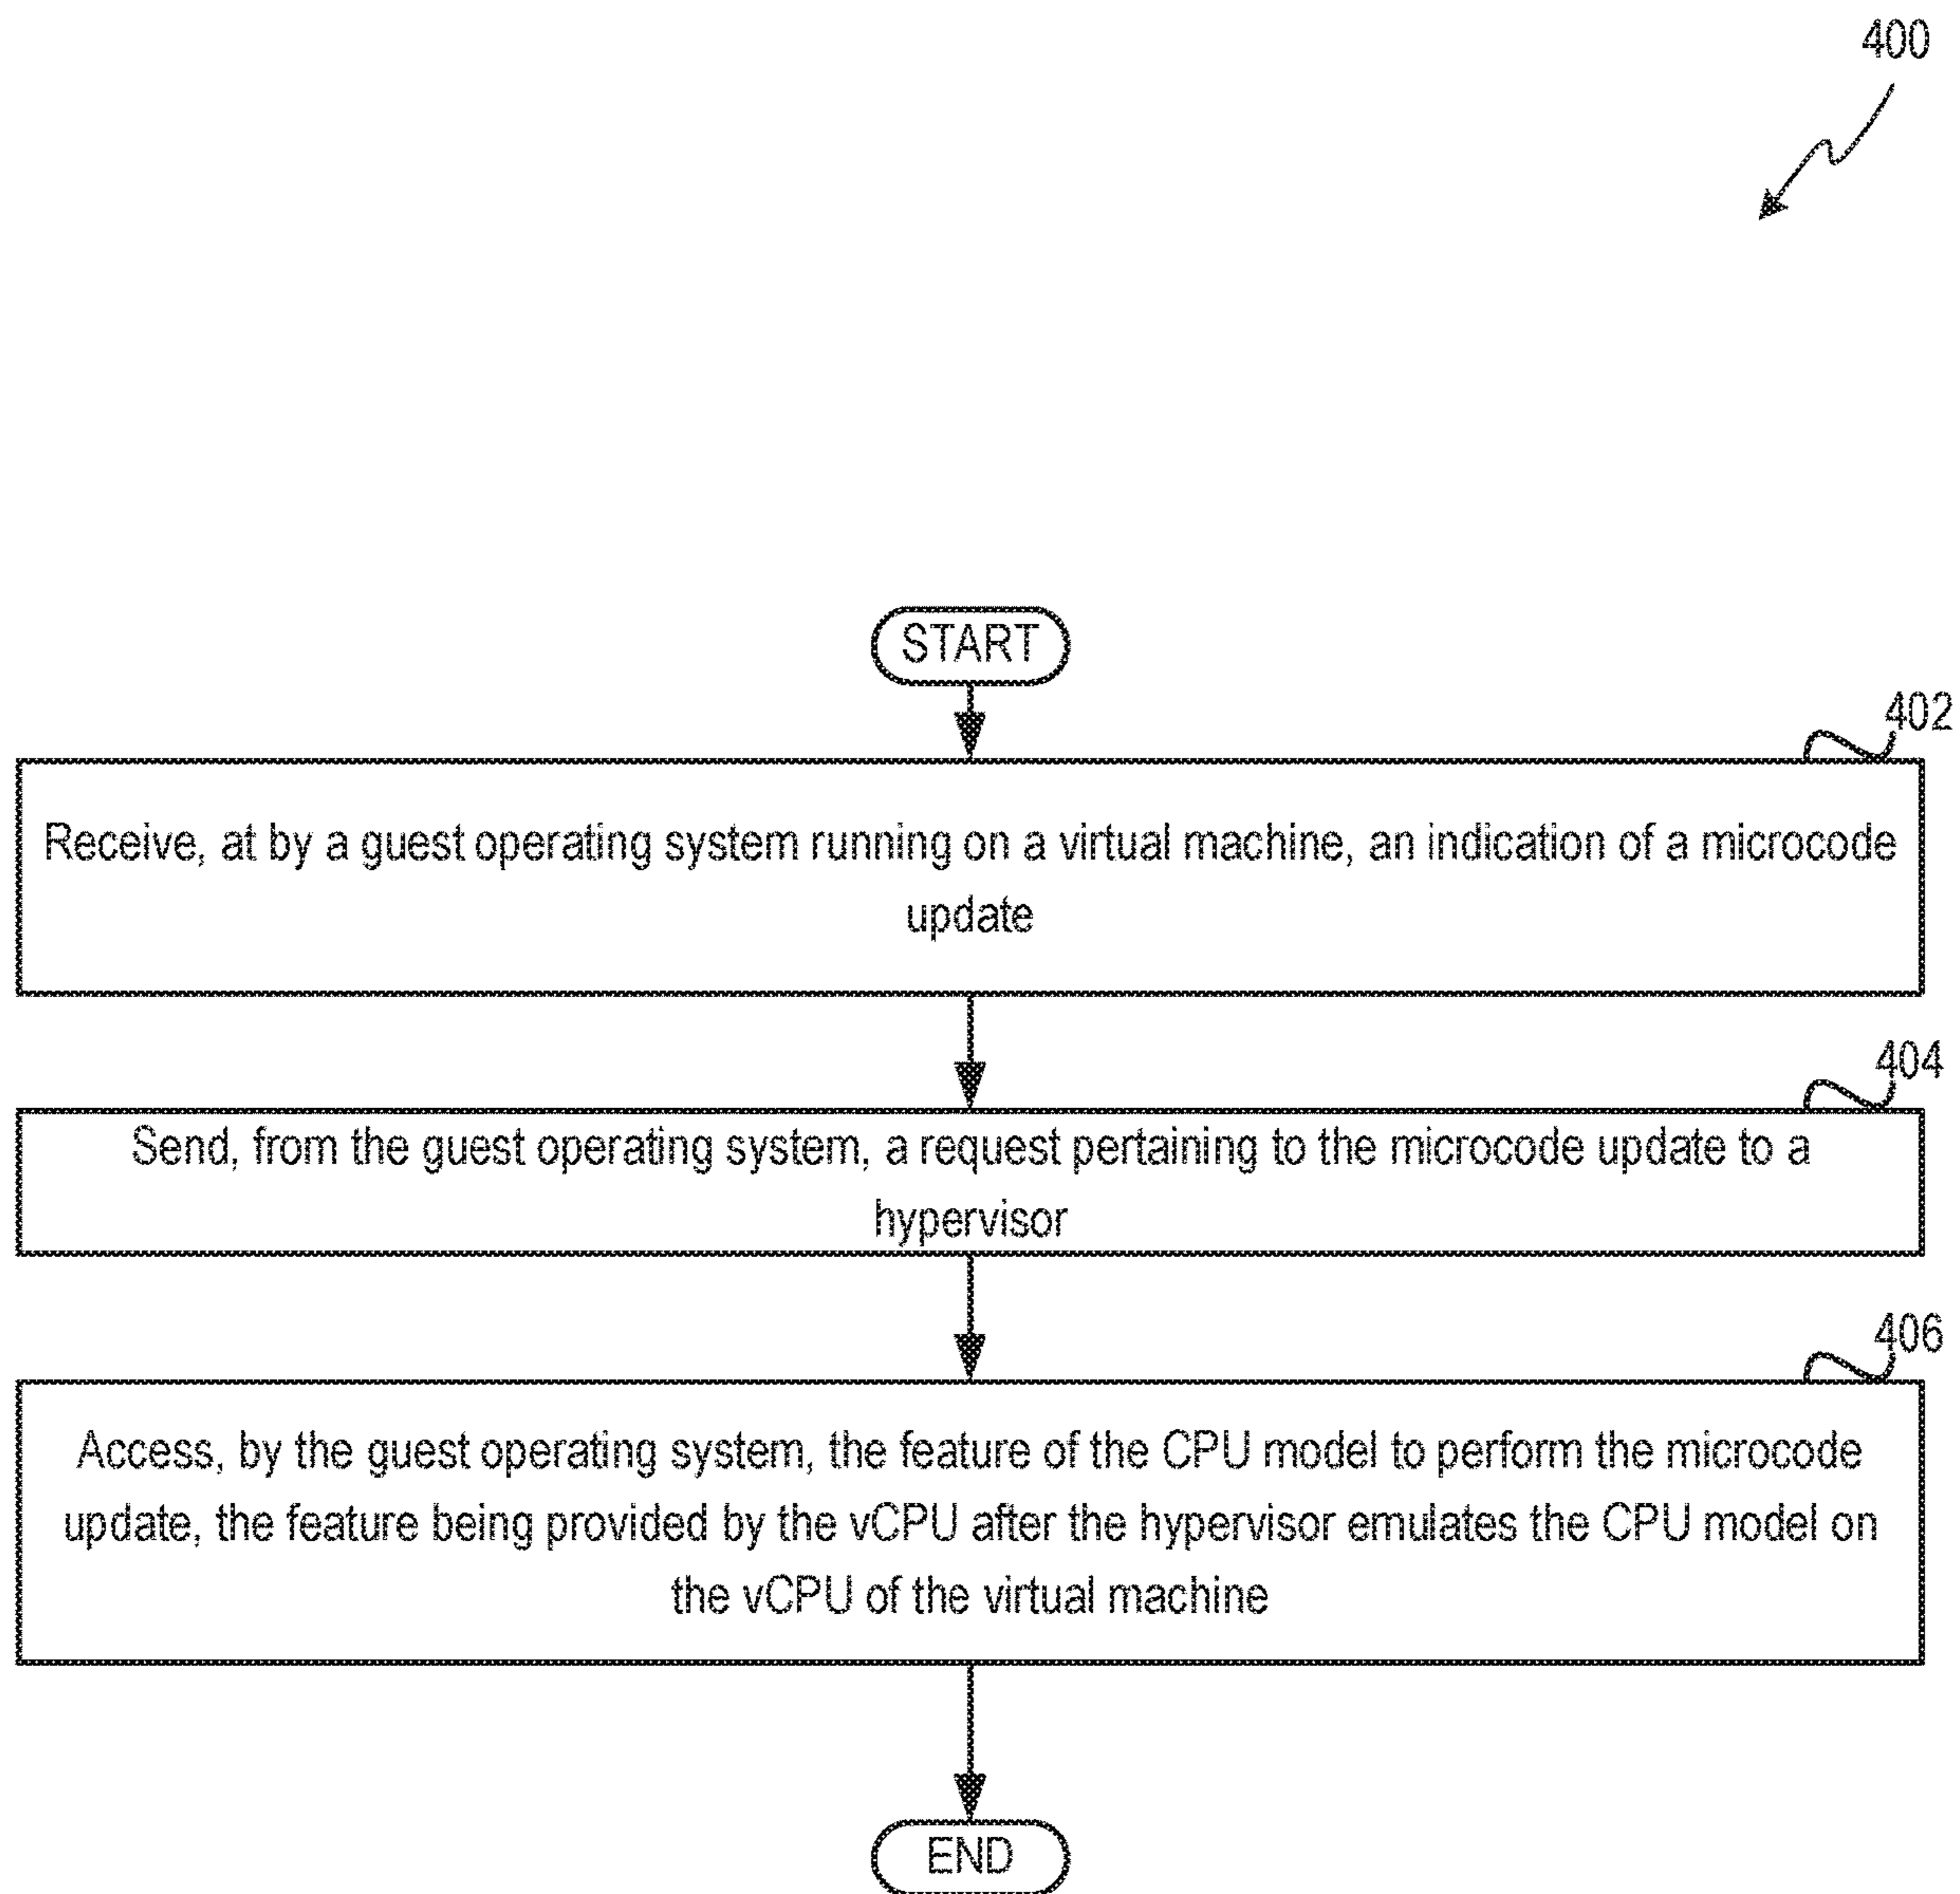 400
START
402
Receive, at by a guest operating system running on a virtual machine, an indication of a microcode
update
404
Send, from the guest operating system, a request pertaining to the microcode update to a
hypervisor
406
Access, by the guest operating system, the feature of the CPU model to perform the microcode
update, the feature being provided by the vCPU after the hypervisor emulates the CPU model on
the vCPU of the virtual machine
END